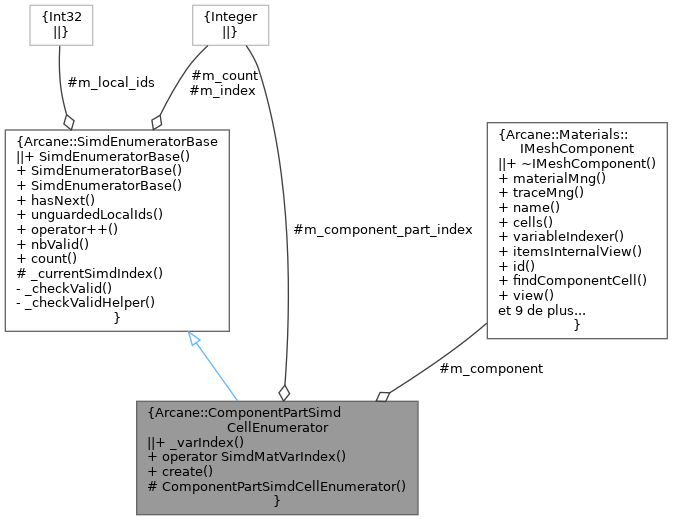 {Int32
||}
{Integer
||}
#m_local_ids
#m_count
#m_index
{Arcane::SimdEnumeratorBase
||+ SimdEnumeratorBase()
+ SimdEnumeratorBase()
+ SimdEnumeratorBase()
+ hasNext()
+ unguardedLocalIds()
+ operator++()
+ nbValid()
+ count()
# _currentSimdIndex()
- _checkValid()
- _checkValidHelper()
}
{Arcane::Materials::
IMeshComponent
||+ ~IMeshComponent()
+ materialMng()
+ traceMng()
+ name()
+ cells()
+ variableIndexer()
+ itemsInternalView()
+ id()
+ findComponentCell()
+ view()
et 9 de plus...
}
#m_component_part_index
#m_component
{Arcane::ComponentPartSimd
CellEnumerator
||+ _varIndex()
+ operator SimdMatVarIndex()
+ create()
# ComponentPartSimdCellEnumerator()
}